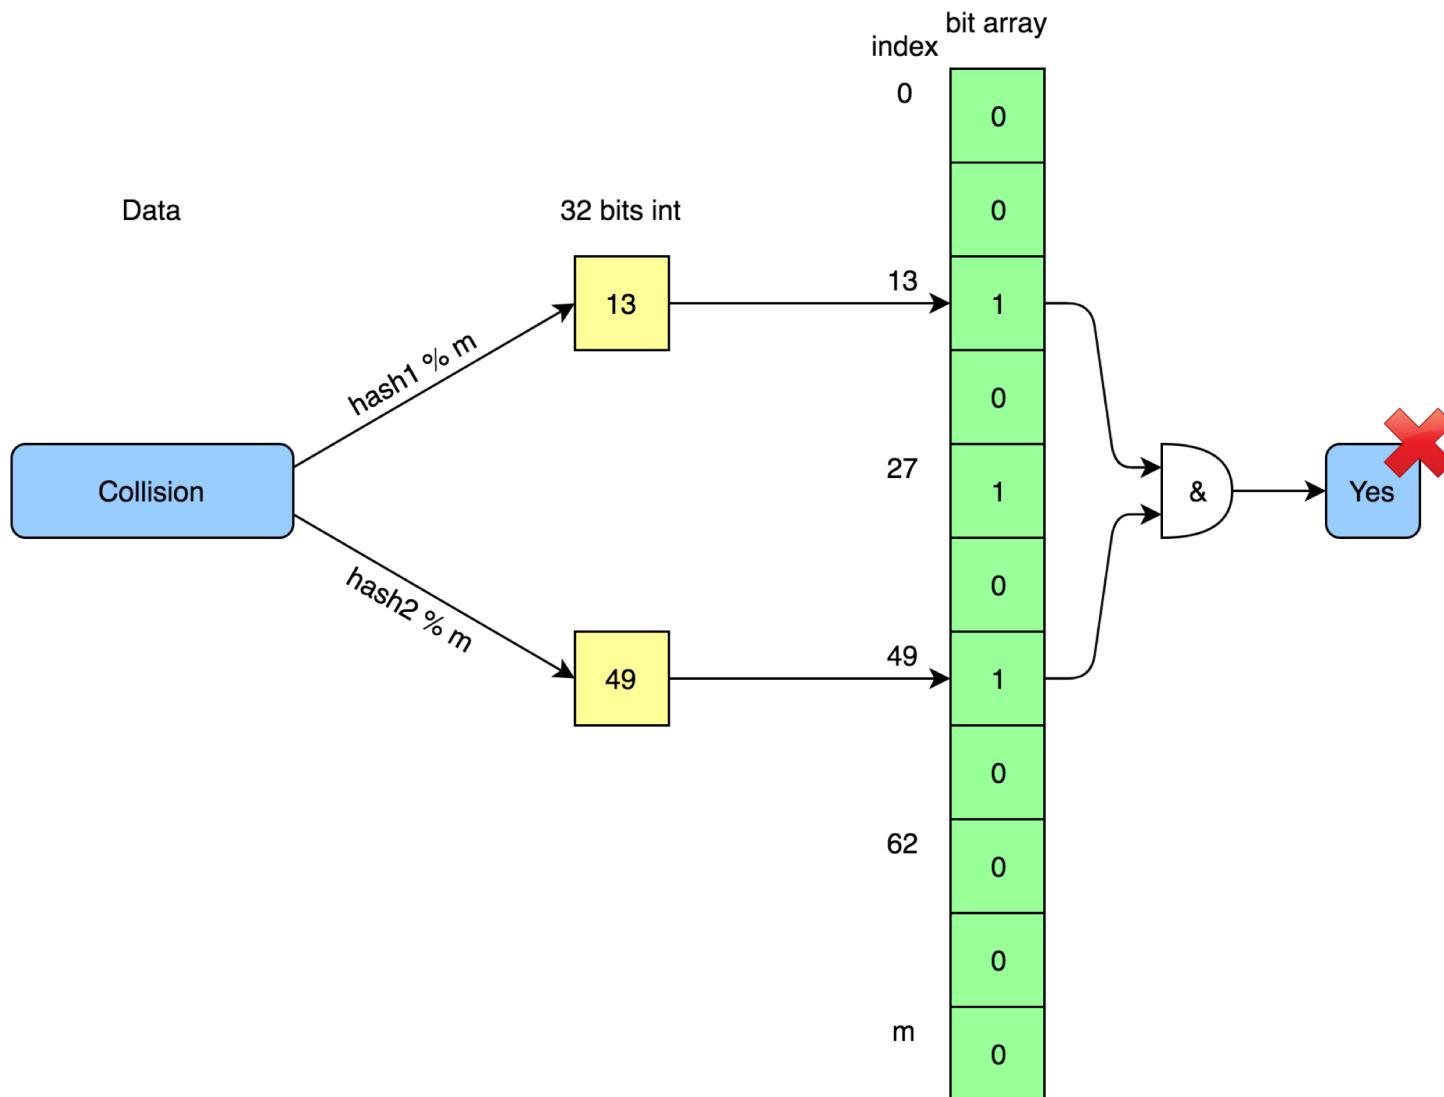 bit array
index
0
0
Data
32 bits int
0
13
13
1
hash1 % m
0
27
1
Collision
&
Yes
hash2 % m
0
49
49
1
0
62
0
0
m
0